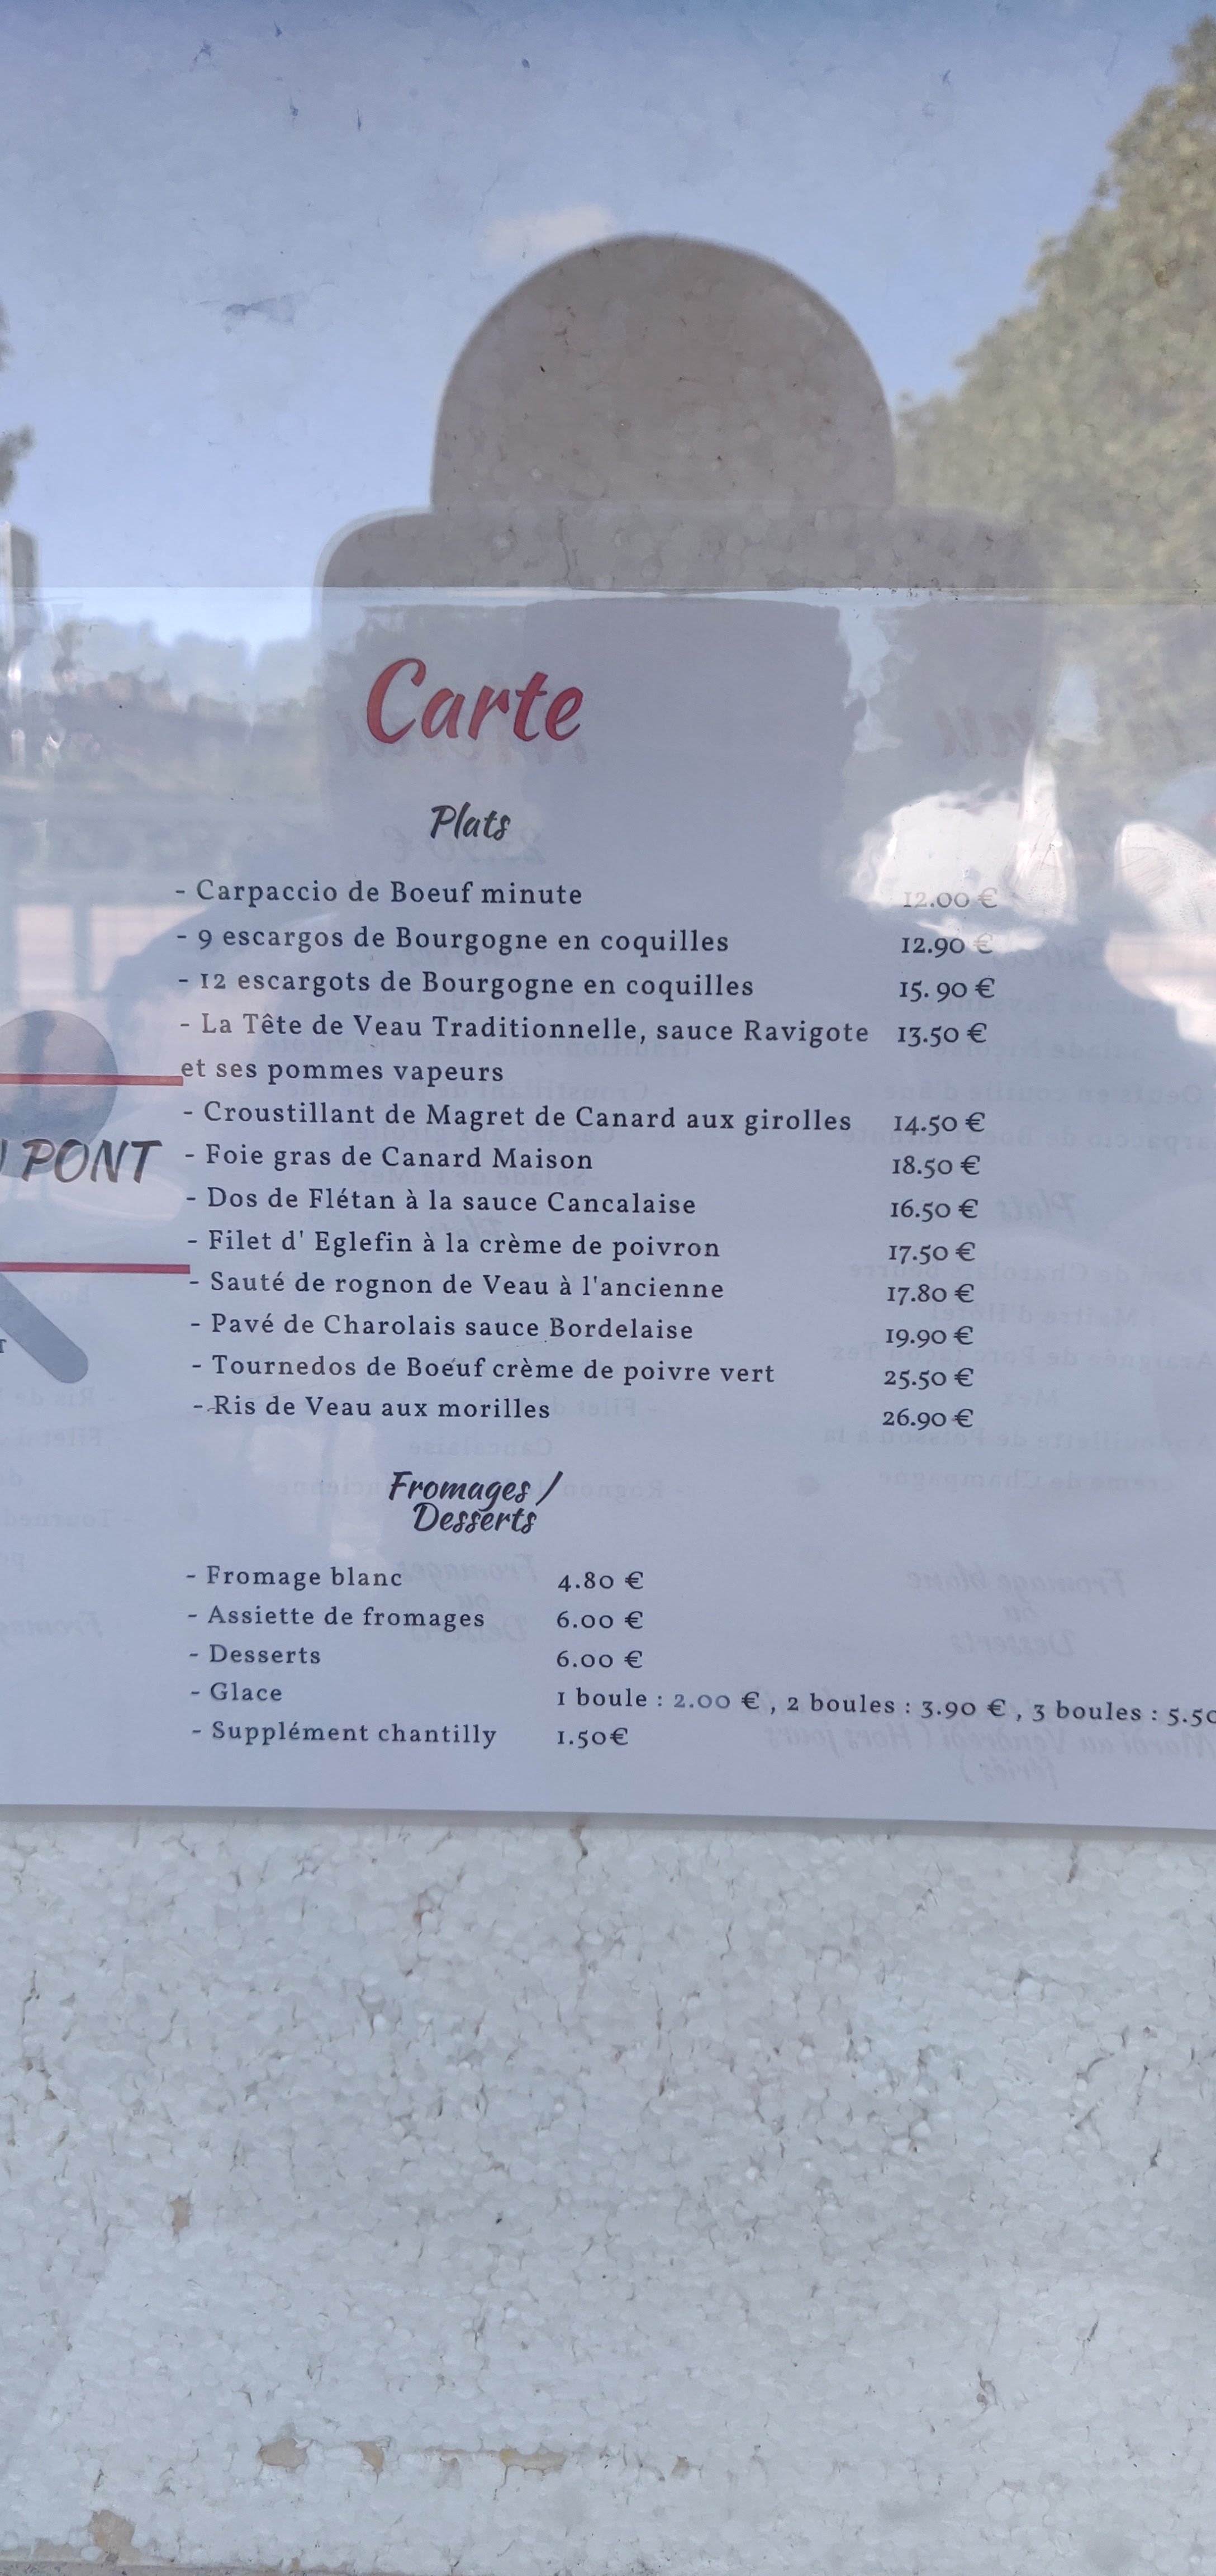 Carte
Plats
- Carpaccio de Boeuf minute 12.00 €
- 9 escargos de Bourgogne en coquilles 12.90 €
- 12 escargots de Bourgogne en coquilles 15. 90 €
- La Tête de Veau Traditionnelle, sauce Ravigote 13.50 €
et ses pommes vapeurs
- Croustillant de Magret de Canard aux girolles 14.50 €
PONT
- Foie gras de Canard Maison 18.50 €
- Dos de Flétan à la sauce Cancalaise 16.50 €
- Filet d' Eglefin à la crème de poivron 17.50 €
- Sauté de rognon de Veau à l'ancienne 17.80 €
- Pavé de Charolais sauce Bordelaise 19.90 €
- Tournedos de Boeuf crème de poivre vert 25.50 €
- Ris de Veau aux morilles 26.90 €
Fromages /
Desserts
- Fromage blanc 4.80 €
- Assiette de fromages 6.00 €
- Desserts 6.00 €
- Glace 1 boule : 2.00 € , 2 boules : 3.90 € , 3 boules : 5.50
- Supplément chantilly 1.50€